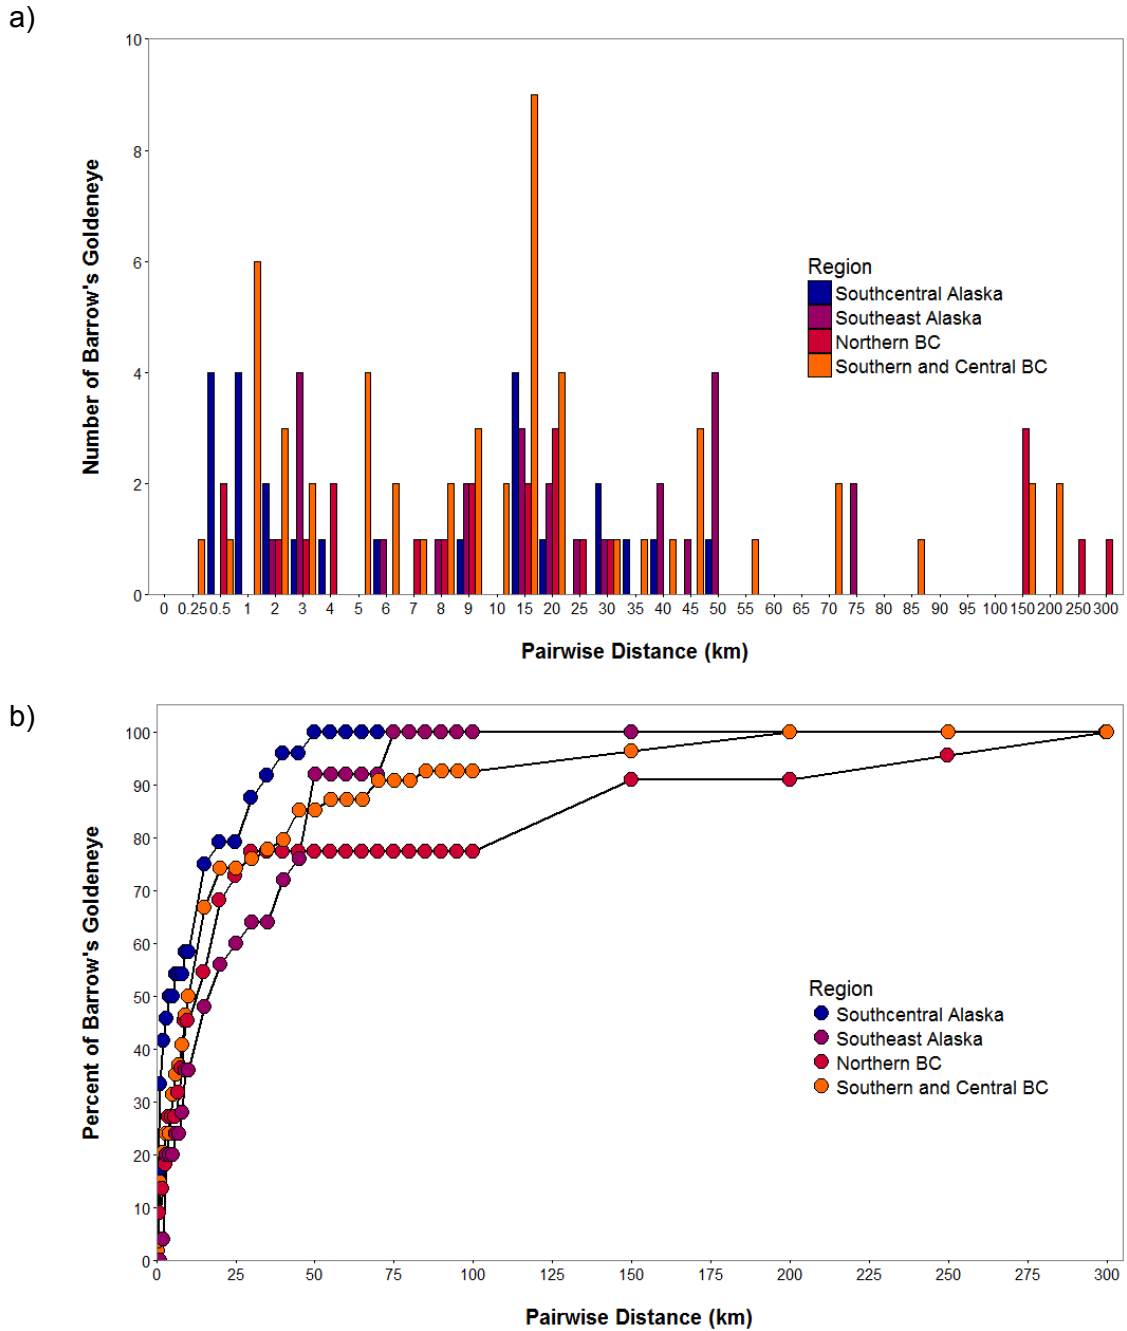 a)
10
8
6
4
2
0
Number of Barrow's Goldeneye
Region
Southcentral Alaska
Southeast Alaska
Northern BC
Southern and Central BC
0 0.25 0.5 1 2 3 4 5 6 7 8 9 10 15 20 25 30 35 40 45 50 55 60 65 70 75 85 90 95 100 150 200 250 300
Pairwise Distance (km)
b)
100
90
80
70
60
50
40
30
20
10
0
Percent of Barrow's Goldeneye
Region
Southcentral Alaska
Southeast Alaska
Northern BC
Southern and Central BC
0 25 50 75 100 125 150 175 200 225 250 275 300
Pairwise Distance (km)